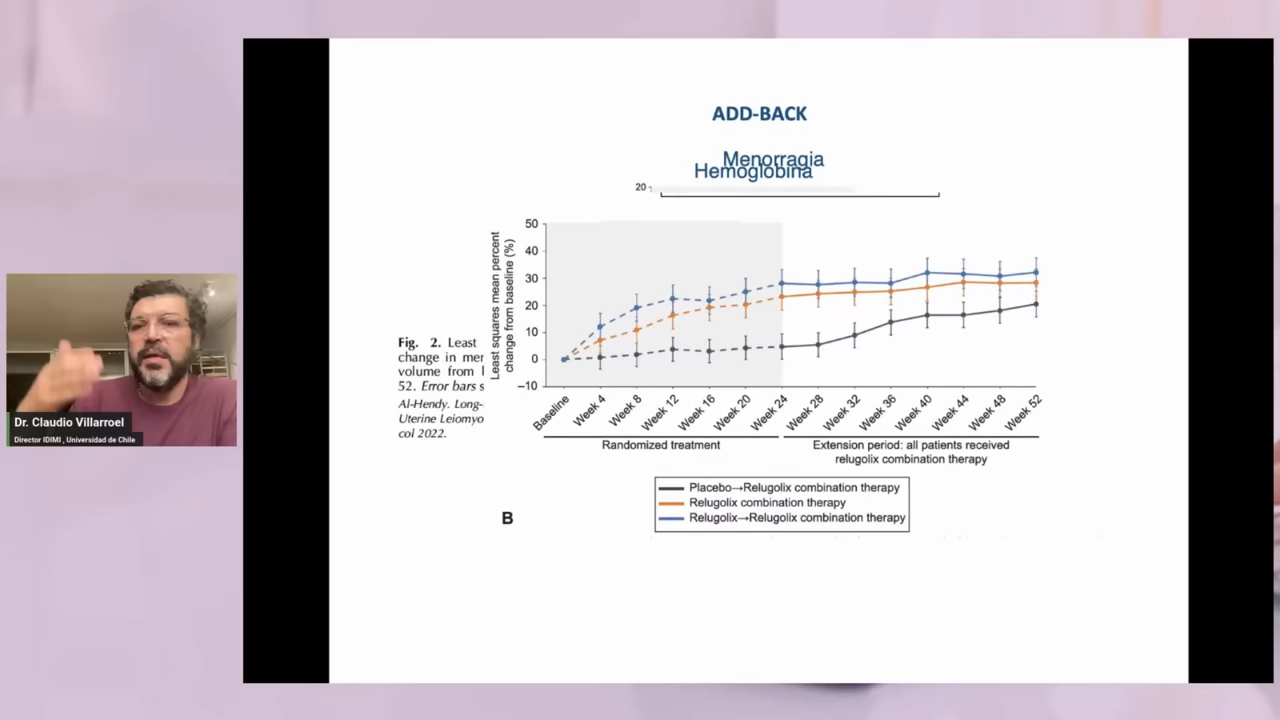 ADD-BACK
Menorragia
Hemoglobina
20
50
40
30
20
10
0
−10
Least squares mean percent
change from baseline (%)
Baseline
Week 4
Week 8
Week 12
Week 16
Week 20
Week 24
Week 28
Week 32
Week 36
Week 40
Week 44
Week 48
Week 52
Randomized treatment
Extension period: all patients received
relugolix combination therapy
Fig. 2. Least
change in mer
volume from
52. Error bars s
Al-Hendy. Long-
Uterine Leiomyo
col 2022.
Placebo→Relugolix combination therapy
Relugolix combination therapy
Relugolix→Relugolix combination therapy
B
Dr. Claudio Villarroel
Director IDIMI , Universidad de Chile